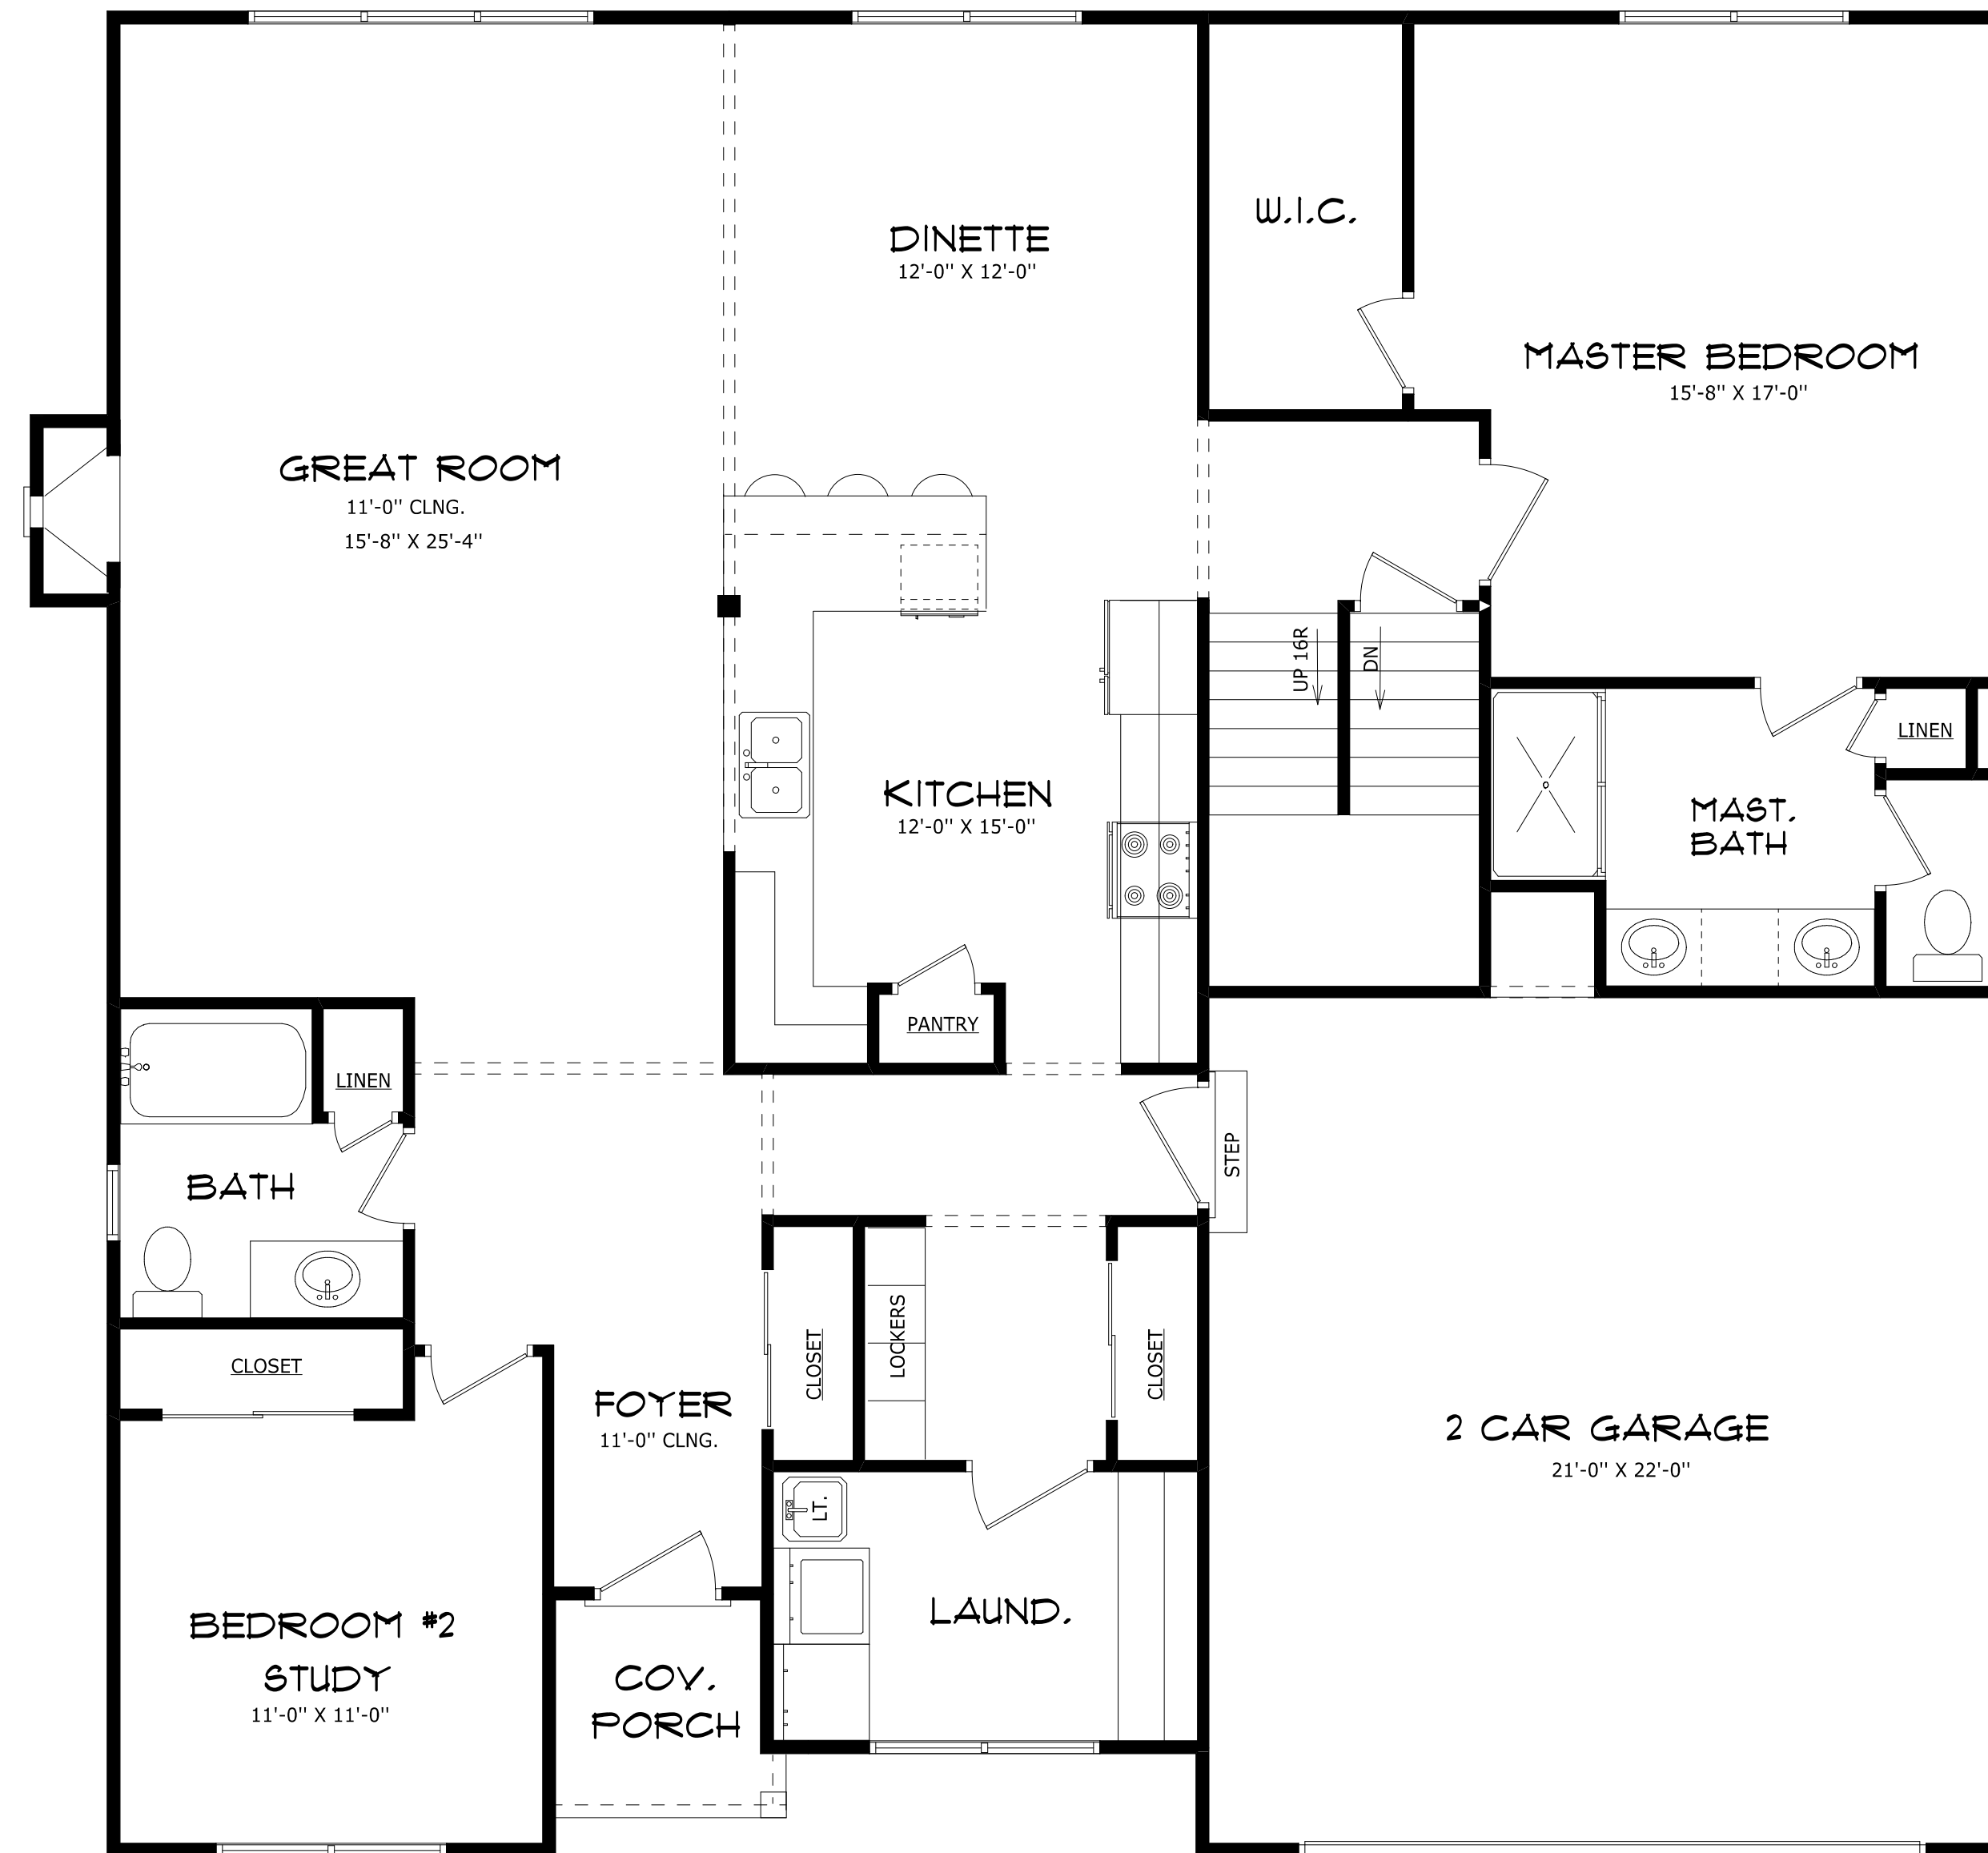 W.I.C.
DINETTE
12'-0" X 12'-0"
MASTER BEDROOM
15'-8" X 17'-0"
GREAT ROOM
11'-0" CLNG.
15'-8" X 25'-4"
UP 16R
DN
LINEN
KITCHEN
12'-0" X 15'-0"
MAST.
BATH
PANTRY
LINEN
BATH
STEP
CLOSET
CLOSET
LOCKERS
CLOSET
FOYER
11'-0" CLNG.
2 CAR GARAGE
21'-0" X 22'-0"
LT.
LAUND.
BEDROOM #2
STUDY
11'-0" X 11'-0"
COV.
PORCH